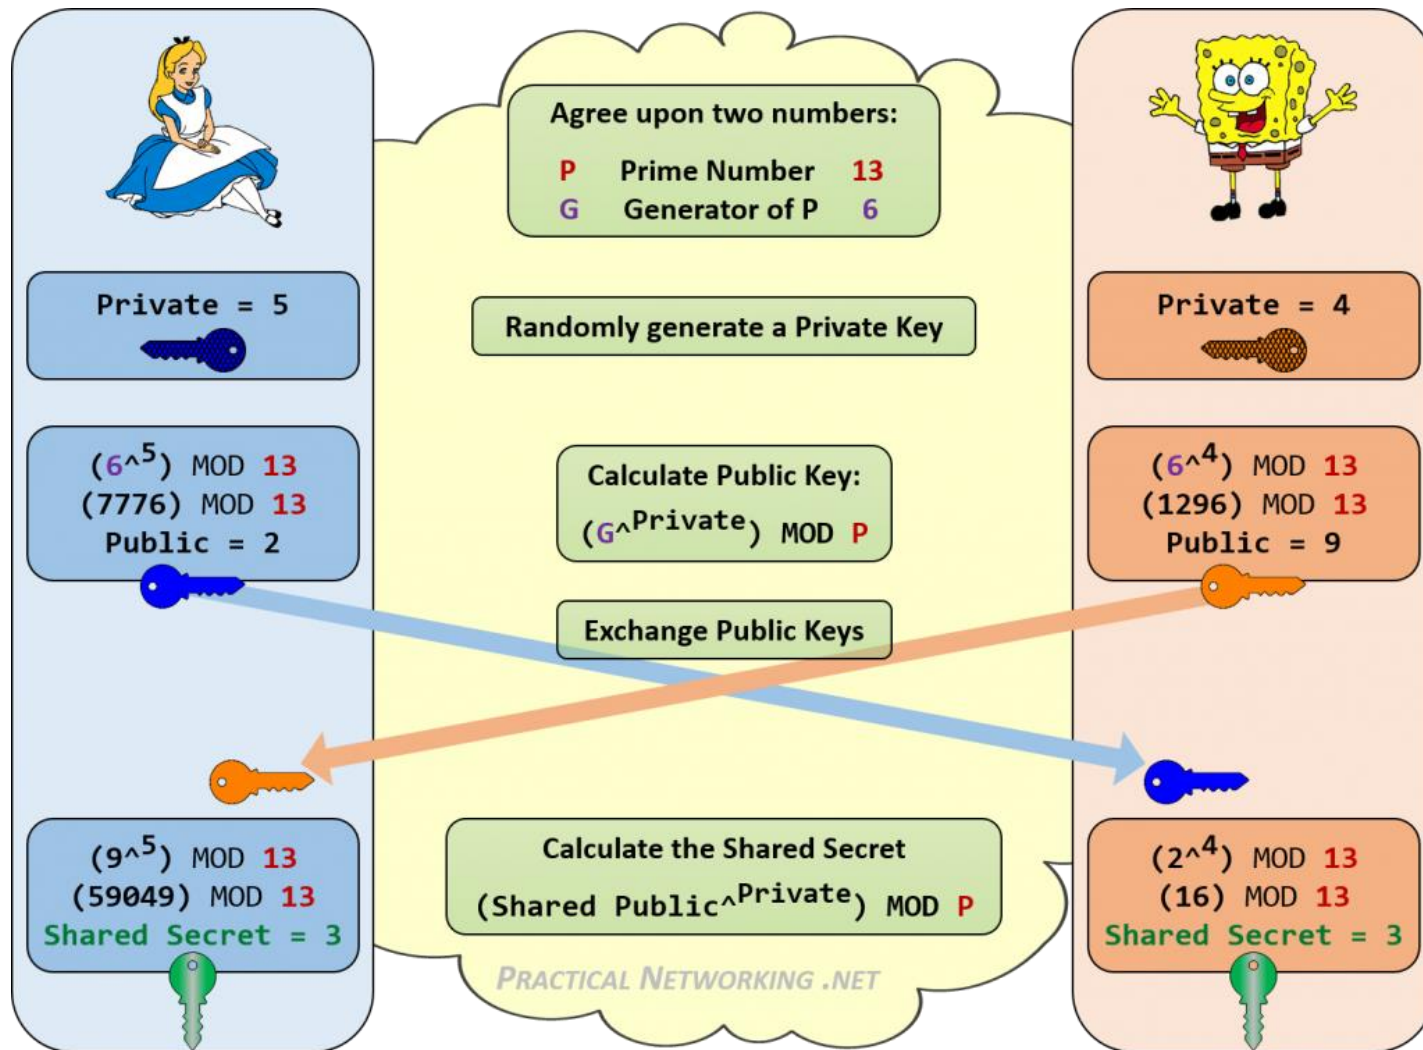 Agree upon two numbers:
P Prime Number 13
G Generator of P 6
Private = 5
Randomly generate a Private Key
Private = 4
(6^5) MOD 13
(7776) MOD 13
Public = 2
Calculate Public Key:
(G^Private) MOD P
(6^4) MOD 13
(1296) MOD 13
Public = 9
Exchange Public Keys
(9^5) MOD 13
(59049) MOD 13
Shared Secret = 3
Calculate the Shared Secret
(Shared Public^Private) MOD P
(2^4) MOD 13
(16) MOD 13
Shared Secret = 3
PRACTICAL NETWORKING .NET